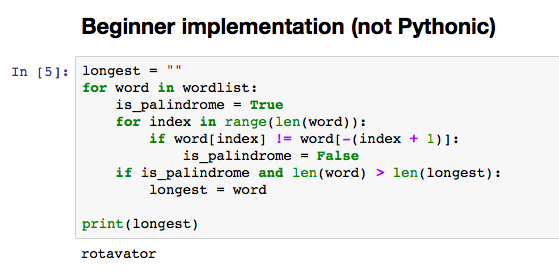 Beginner implementation (not Pythonic)
In [5]: longest = ""
for word in wordlist:
    is_palindrome = True
    for index in range(len(word)):
        if word[index] != word[-(index + 1)]:
            is_palindrome = False
    if is_palindrome and len(word) > len(longest):
        longest = word

print(longest)
rotavator